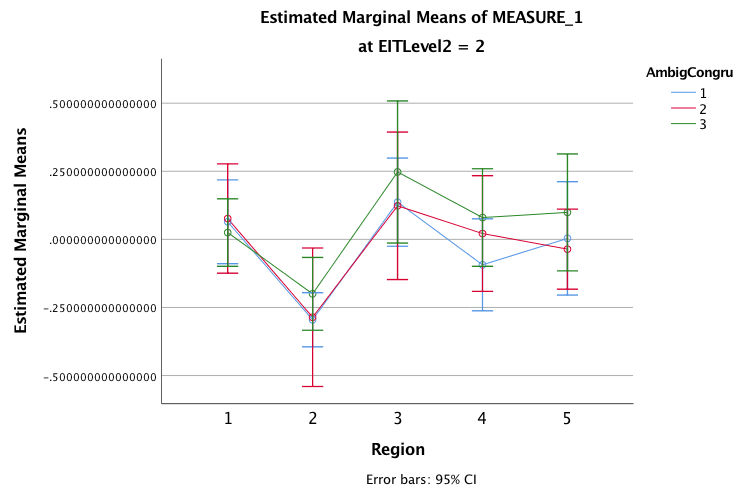 Estimated Marginal Means of MEASURE_1
at EITLevel2 = 2
Estimated Marginal Means
.500000000000000
.250000000000000
.000000000000000
-.250000000000000
-.500000000000000
1 2 3 4 5
Region
Error bars: 95% CI
AmbigCongru
1
2
3